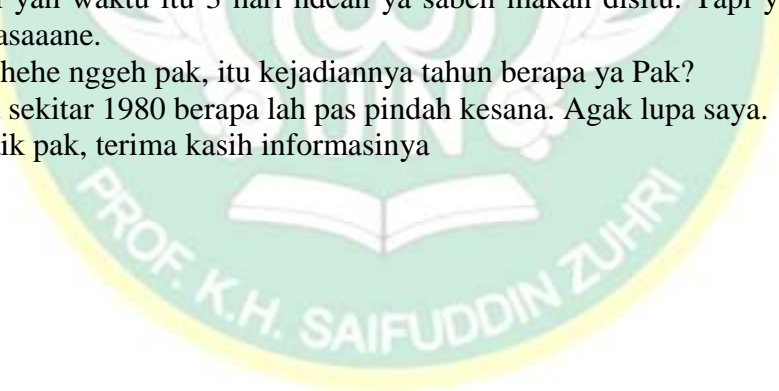 yah waktu itu 3 hari ndean ya saben makan disitu. Tapi y
asaaane.
hehe nggeh pak, itu kejadiannya tahun berapa ya Pak?
sekitar 1980 berapa lah pas pindah kesana. Agak lupa saya.
ik pak, terima kasih informasinya
UIN
PROF. K.H. SAIFUDDIN ZUHRI